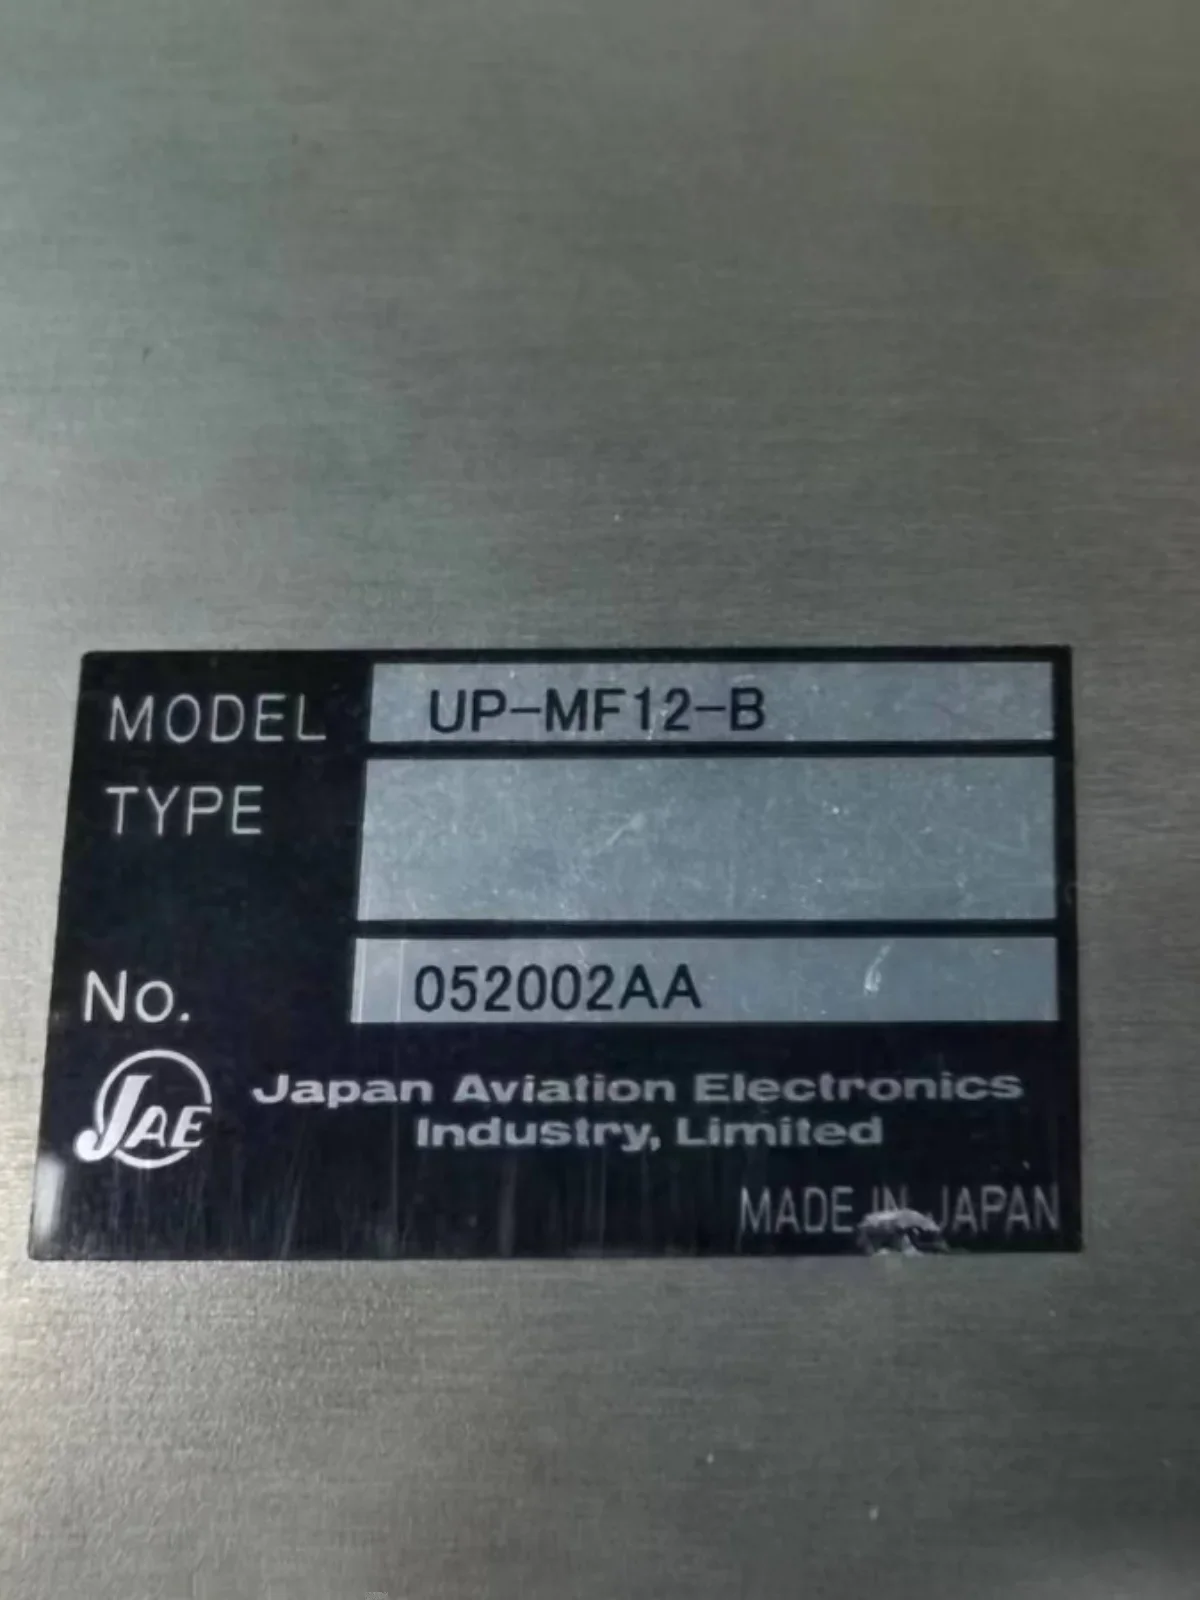 MODEL UP-MF12-B
TYPE
No. 052002AA
JAE Japan Aviation Electronics
Industry, Limited
MADE IN JAPAN